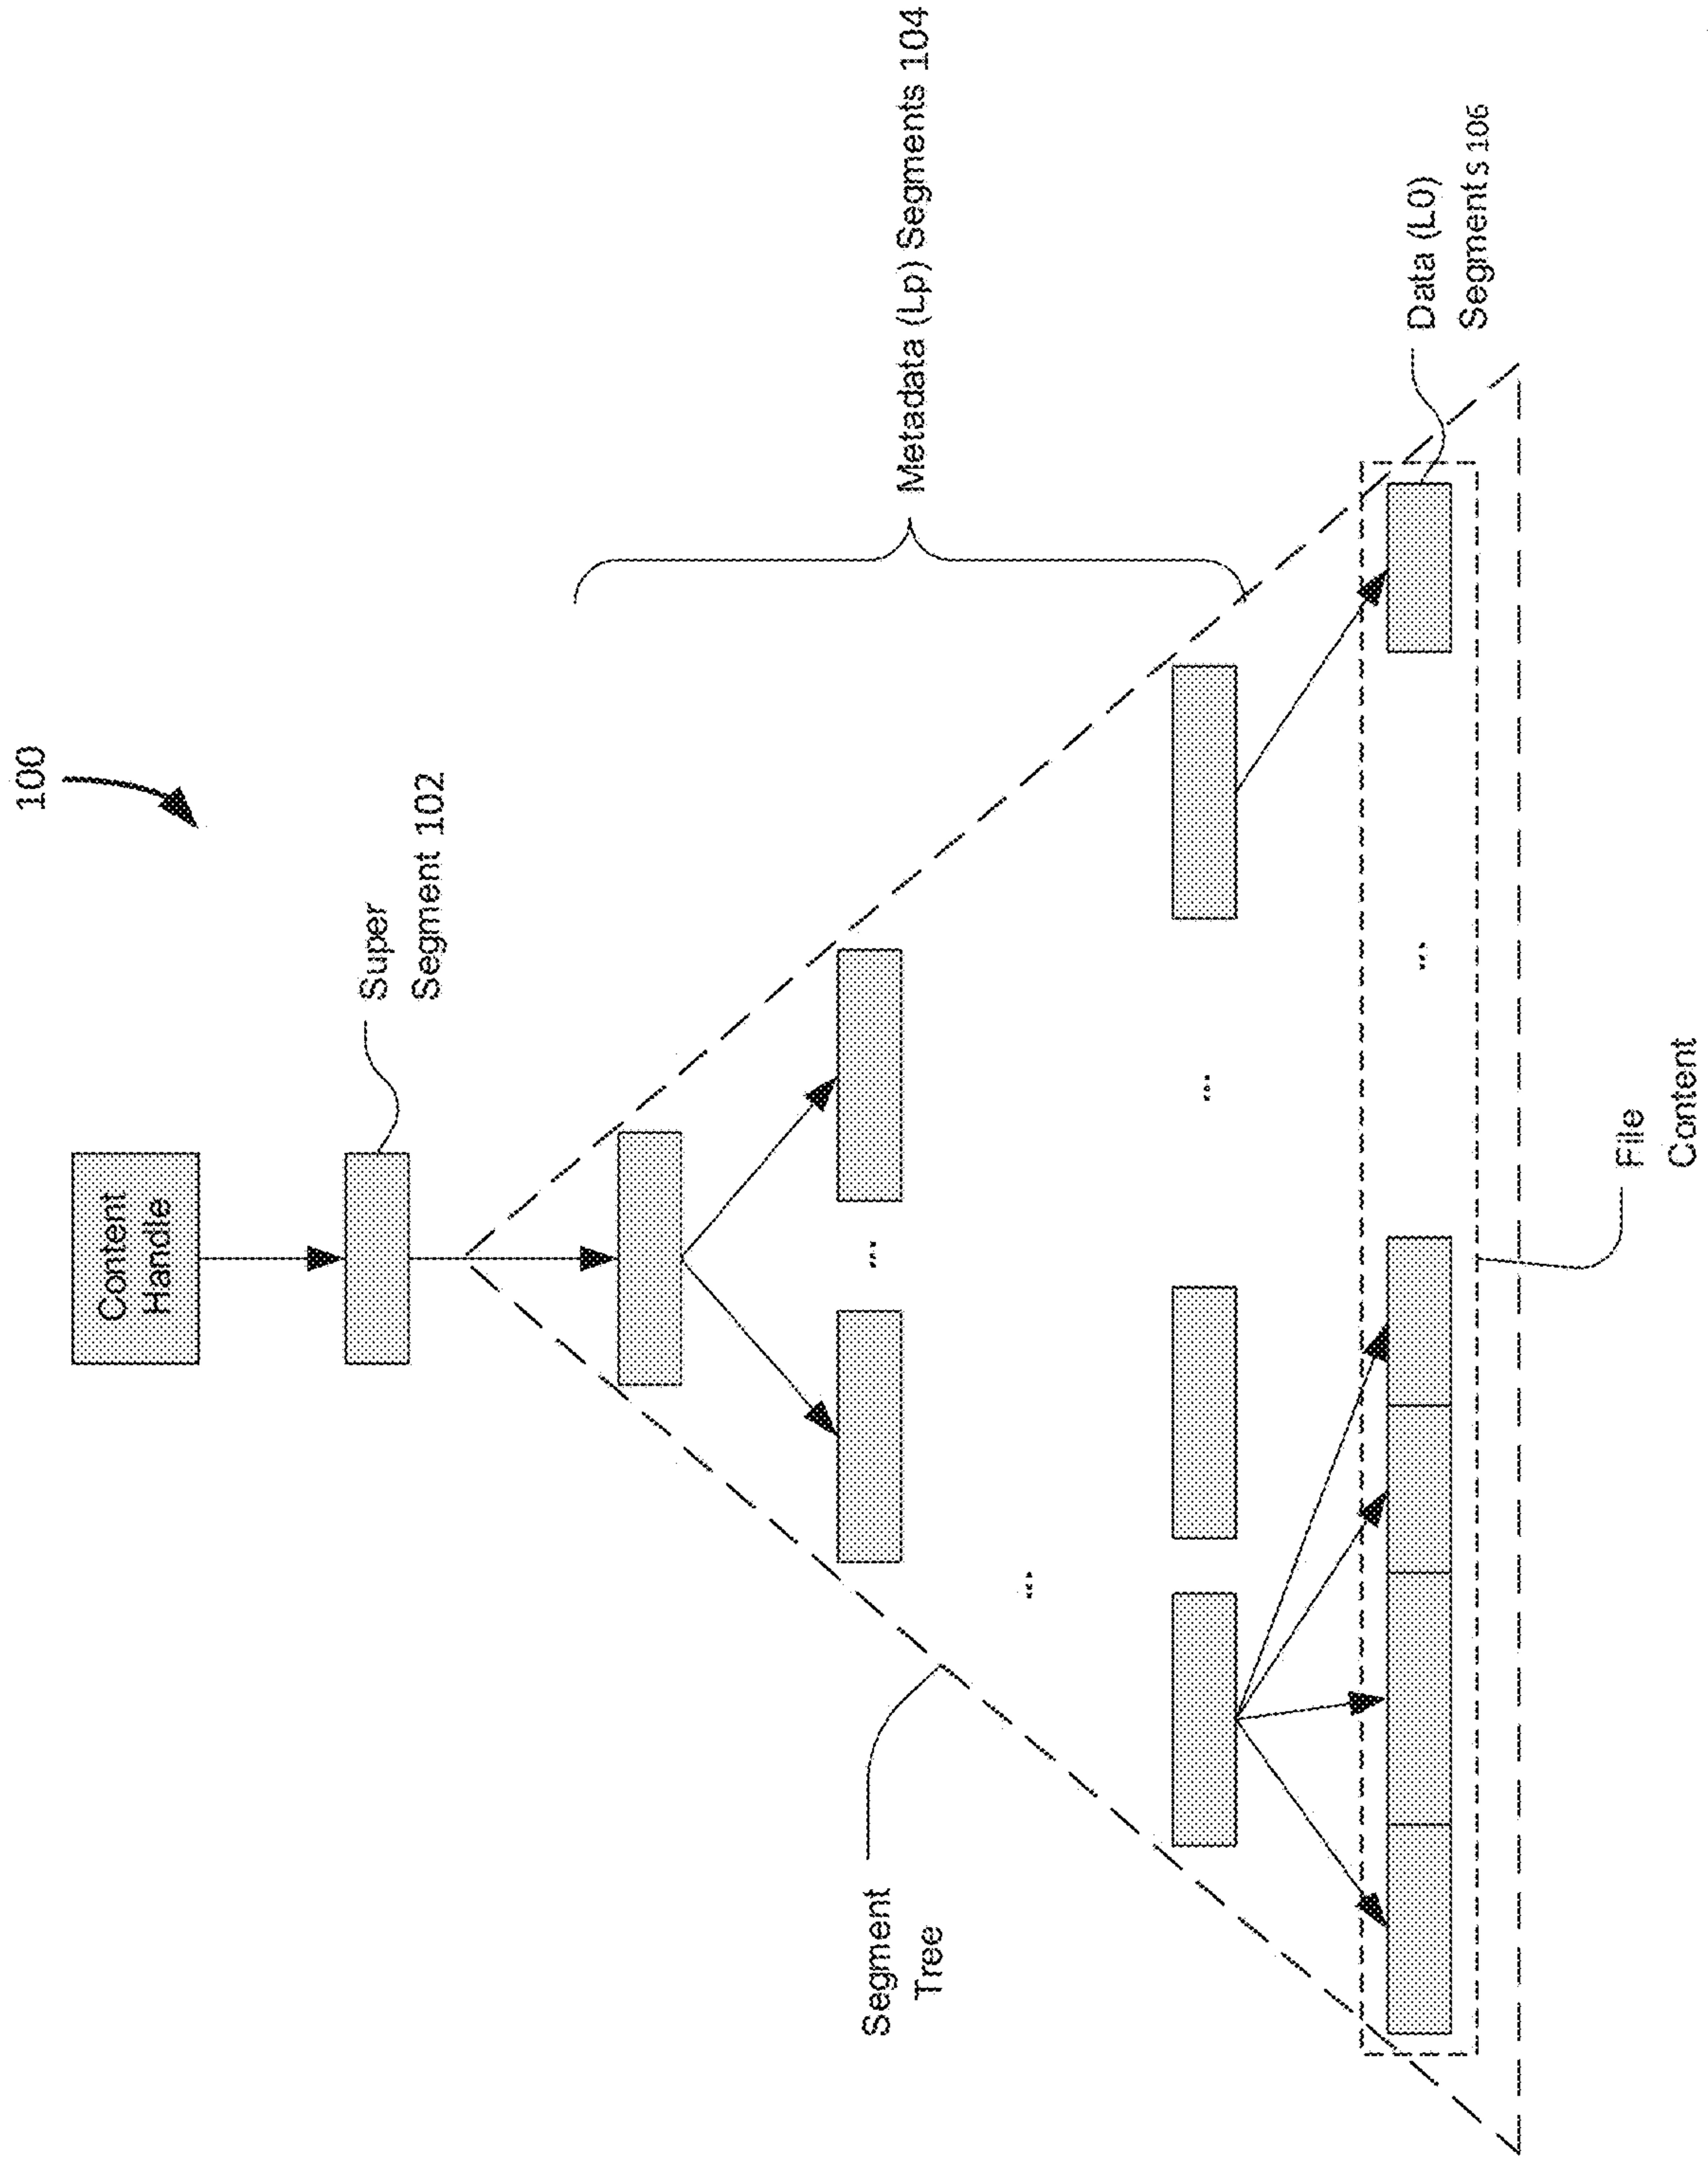 100
Content
Handle
Super
Segment 102
Metadata (Lp) Segments 104
Segment
Tree
Data (L0)
Segments 106
File
Content